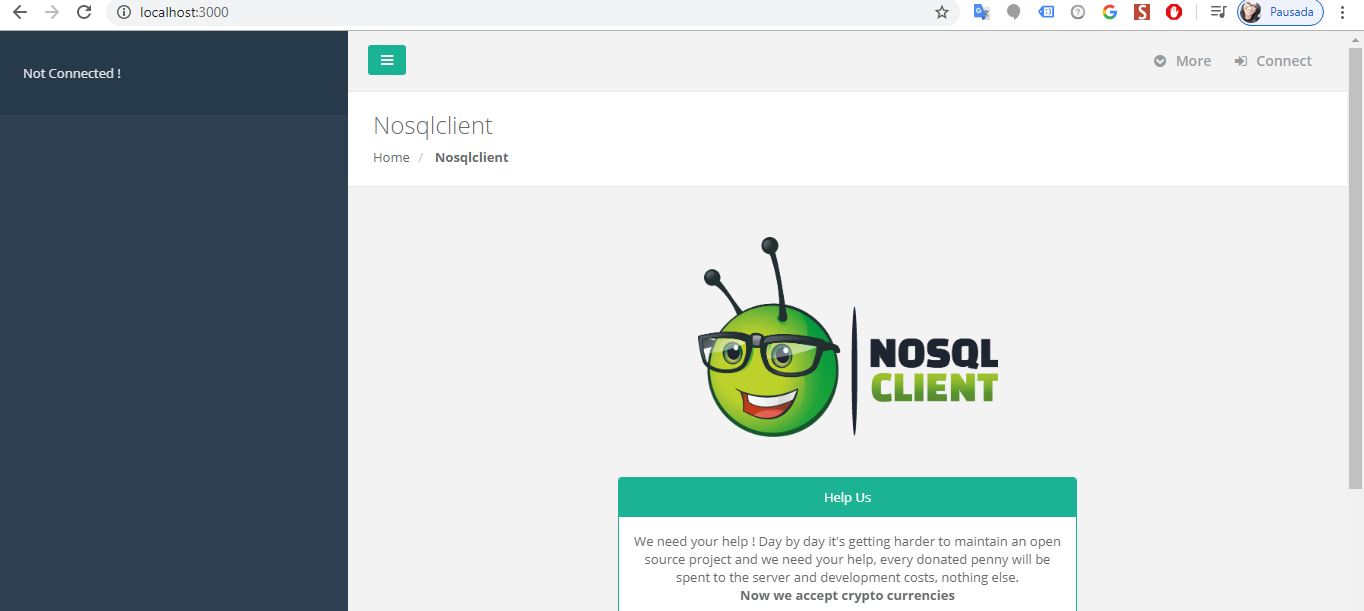 localhost:3000
Pausada
Not Connected !
More
Connect
Nosqlclient
Home / Nosqlclient
NOSQL
CLIENT
Help Us
We need your help ! Day by day it's getting harder to maintain an open
source project and we need your help, every donated penny will be
spent to the server and development costs, nothing else.
Now we accept crypto currencies